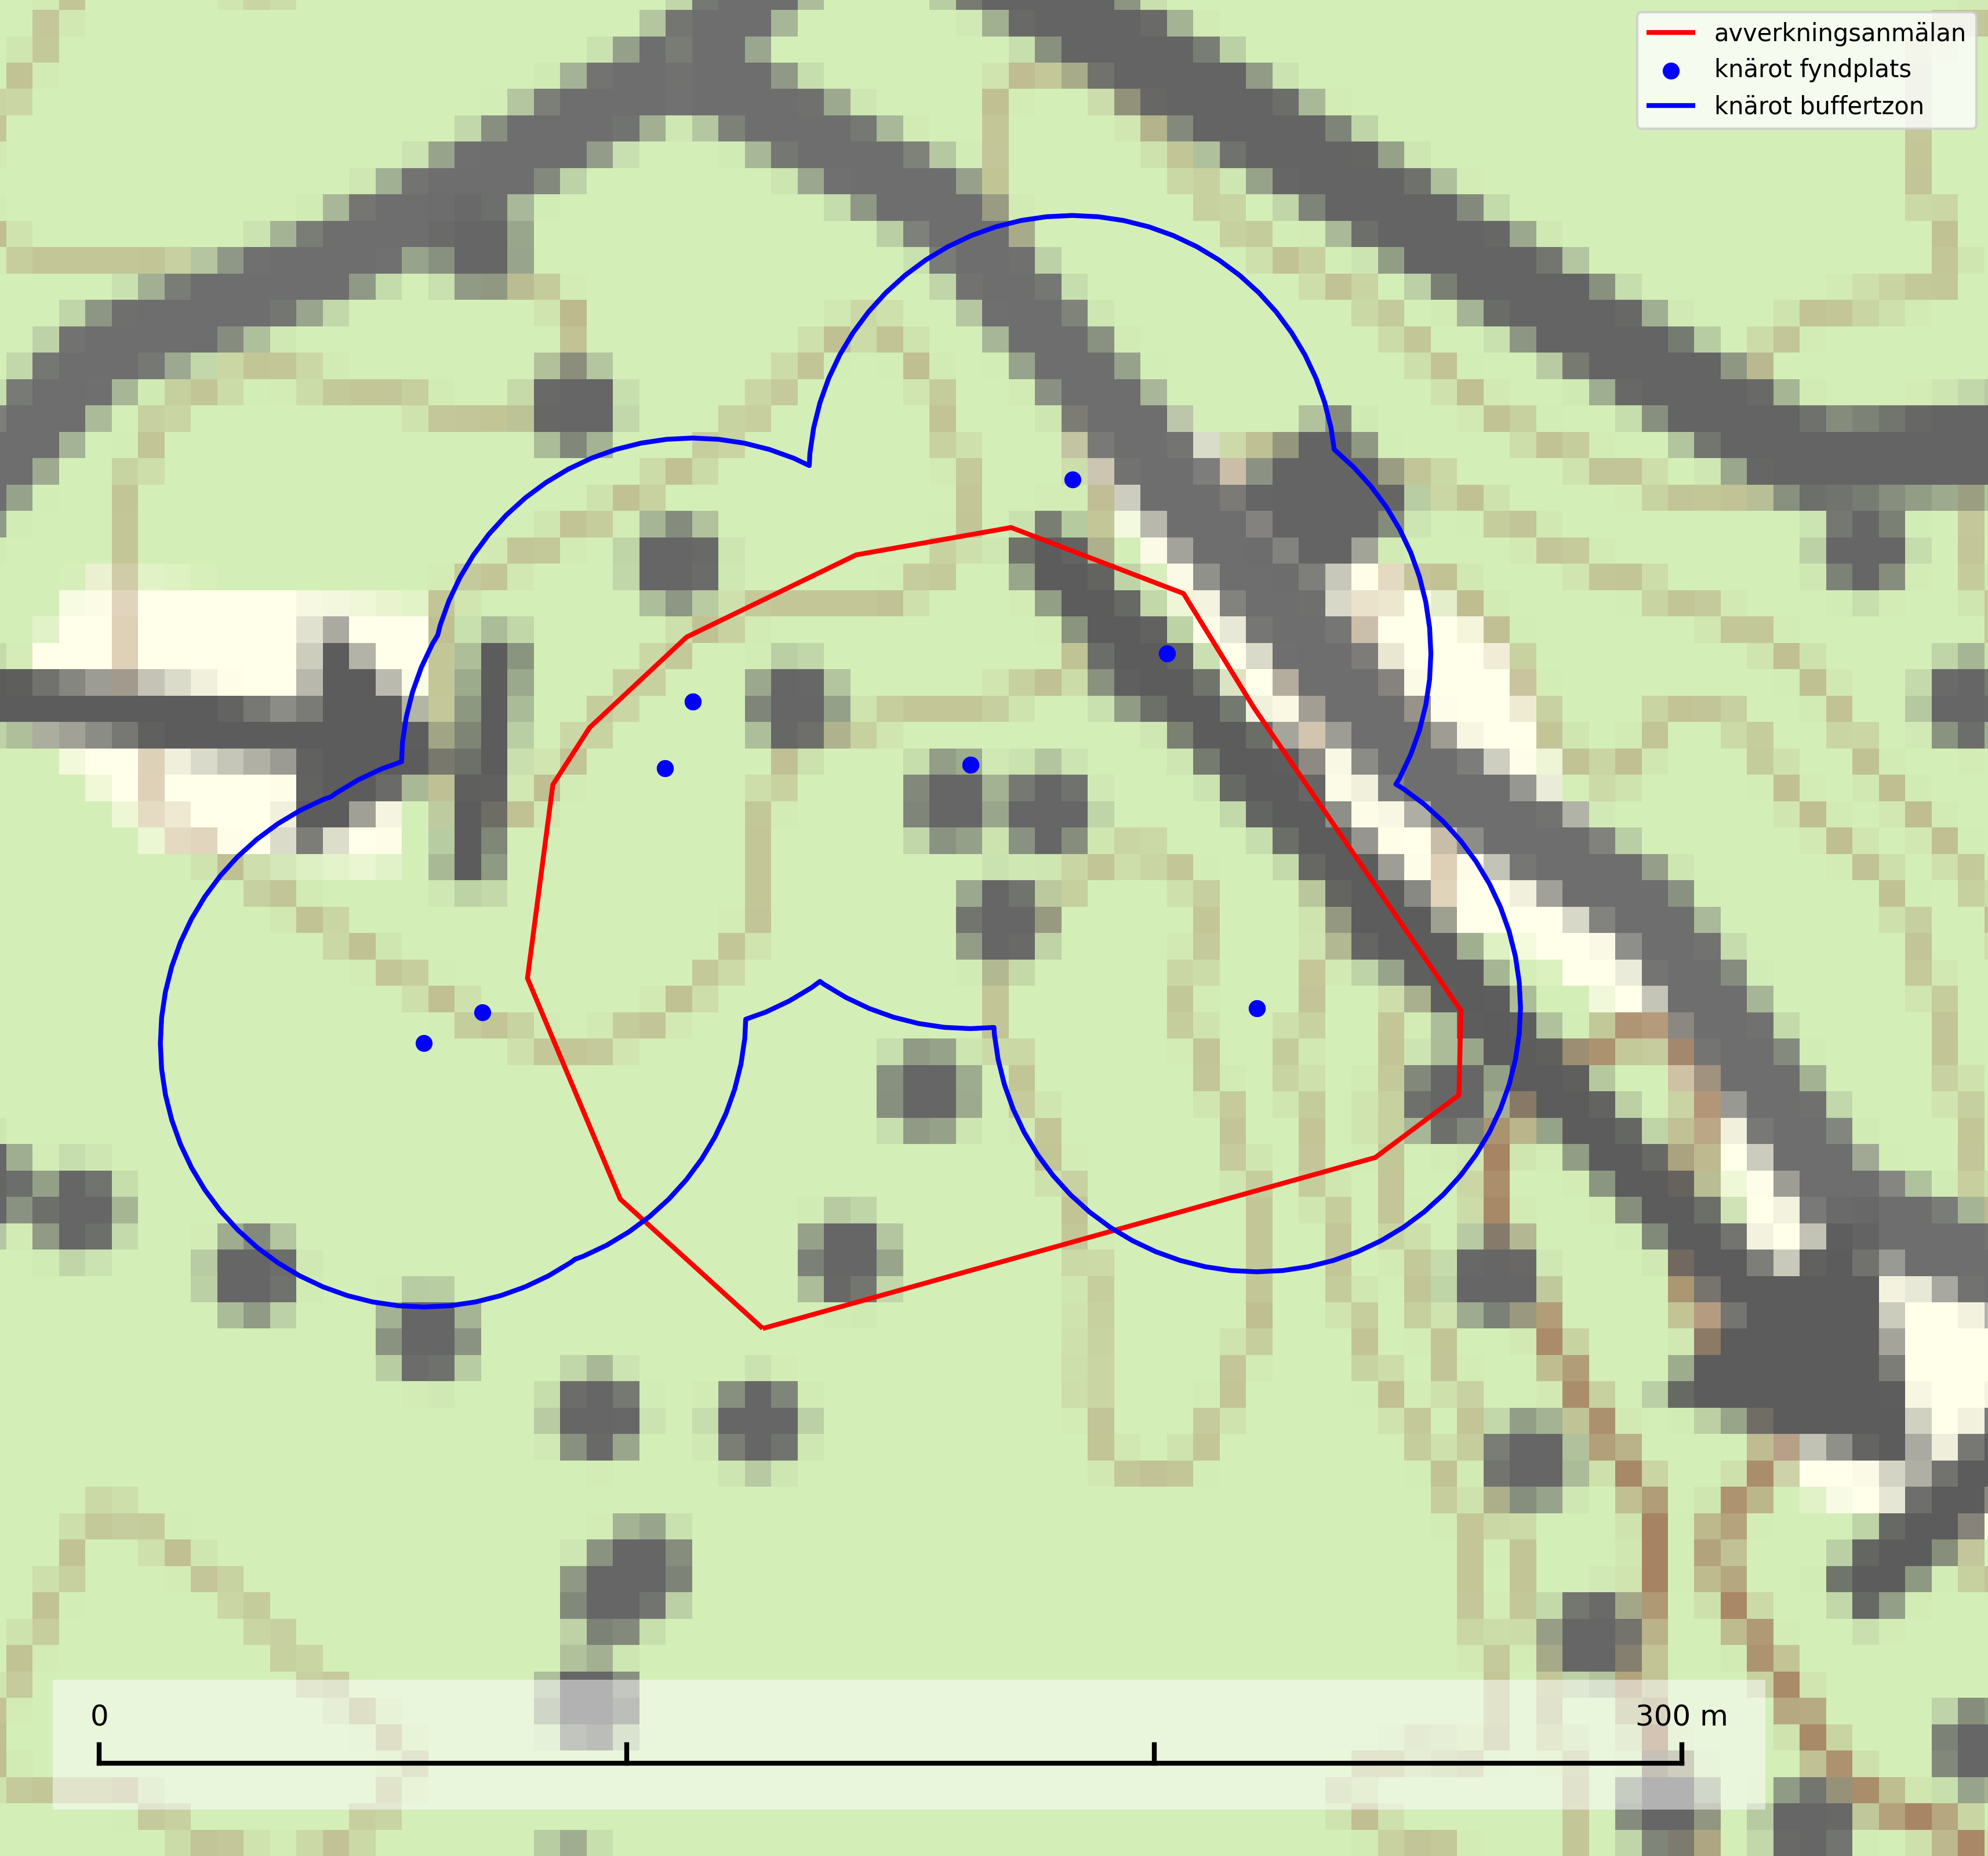 avverkningsanmälan
knärot fyndplats
knärot buffertzon
0
300 m